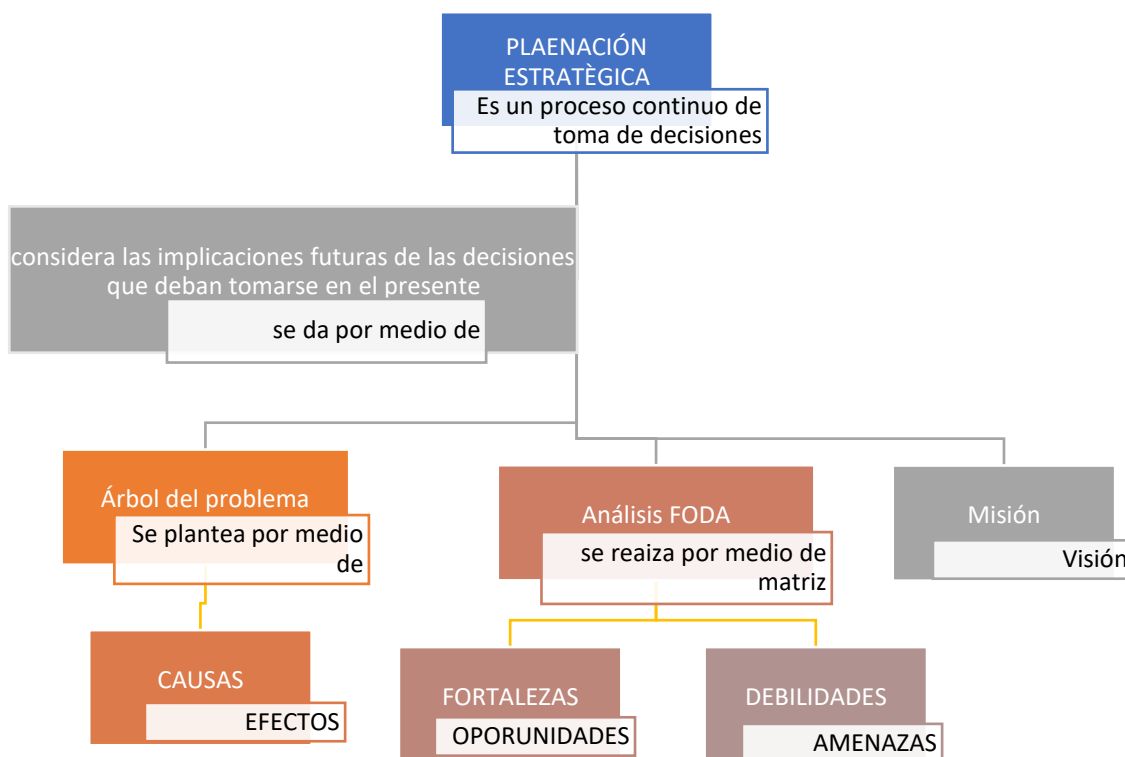 PLAENACIÓN
ESTRATÈGICA
Es un proceso continuo de
toma de decisiones
considera las implicaciones futuras de las decisiones
que deban tomarse en el presente
se da por medio de
Árbol del problema
Se plantea por medio
de
Análisis FODA
se reaiza por medio de
matriz
Misión
Visión
CAUSAS
EFECTOS
FORTALEZAS
OPORUNIDADES
DEBILIDADES
AMENAZAS